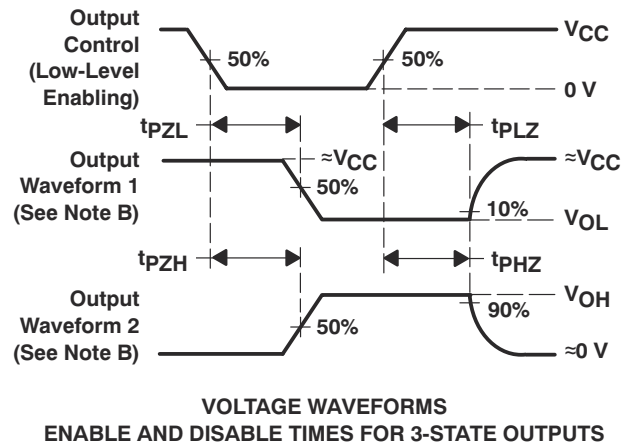 Output
Control
(Low-Level
Enabling)
50%
50%
VCC
0 V
tPZL
tPLZ
Output
Waveform 1
(See Note B)
≈VCC
50%
≈VCC
10%
VOL
tPZH
tPHZ
Output
Waveform 2
(See Note B)
50%
VOH
90%
≈0 V
VOLTAGE WAVEFORMS
ENABLE AND DISABLE TIMES FOR 3-STATE OUTPUTS